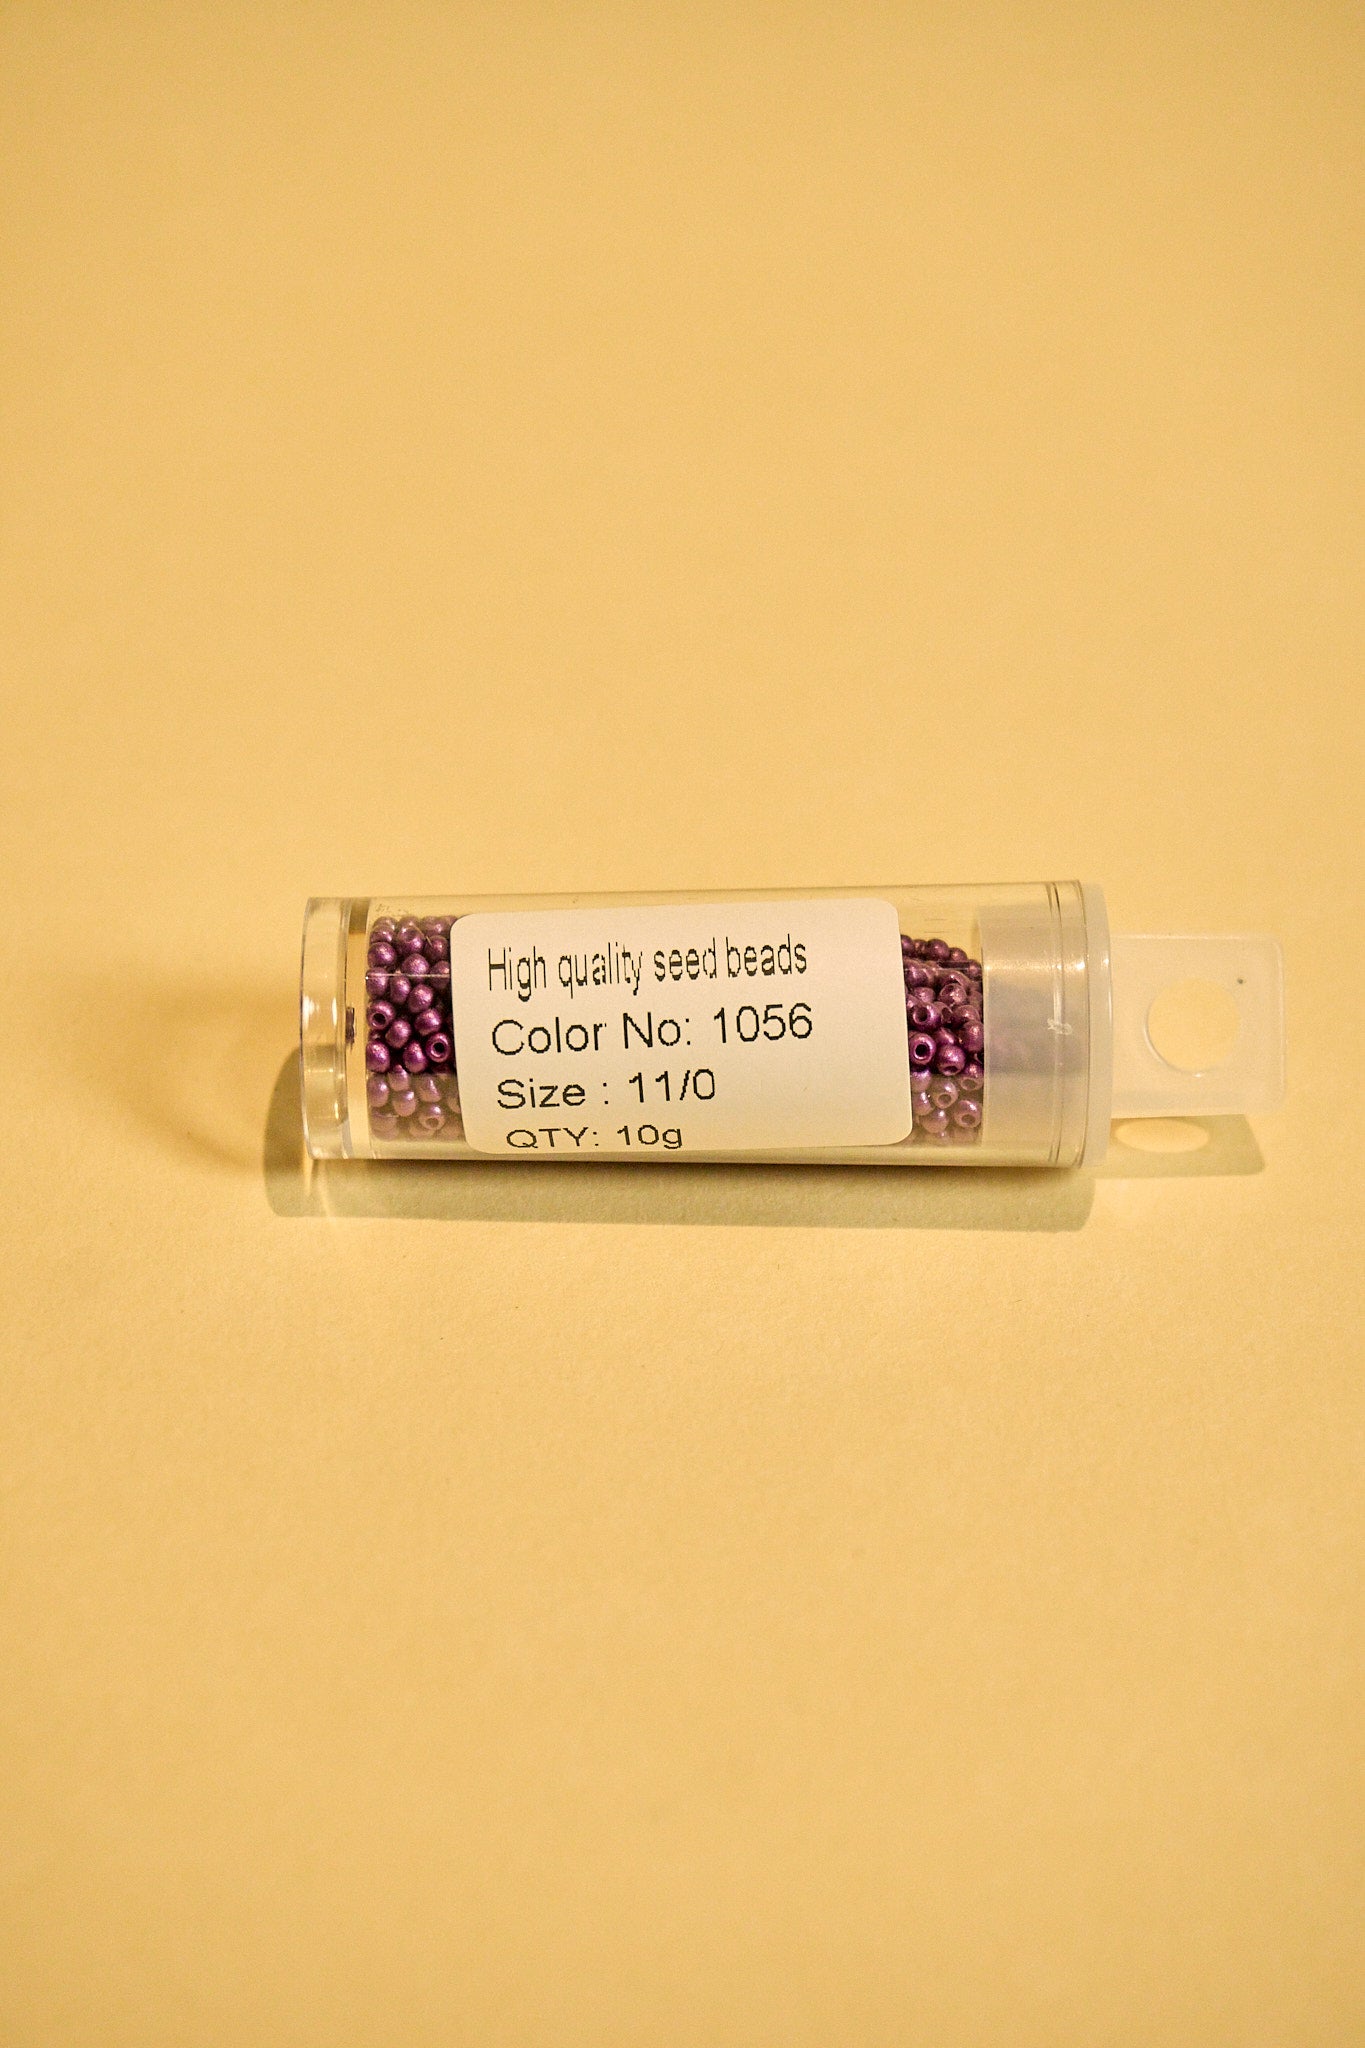 High quality seed beads
Color No: 1056
Size : 11/0
QTY: 10g